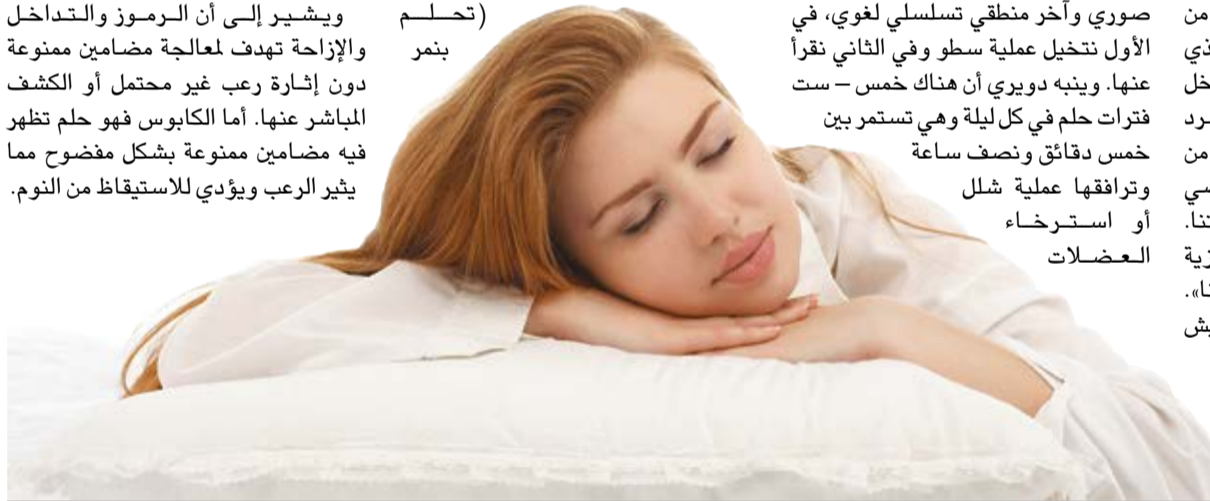 من
ذي
خل
رد
من
سي
تنا.
زية
نا».
يش
صوري وآخر منطقي تسلسلي لغوي، في
الأول نتخيل عملية سطو وفي الثاني نقرأ
عنها. وينبه دويري أن هناك خمس – ست
فترات حلم في كل ليلة وهي تستمر بين
خمس دقائق ونصف ساعة
وترافقها عملية شلل
أو استرخاء
العضلات
(تحلم
بنمر
ويشير إلى أن الرموز والتداخل
والإزاحة تهدف لمعالجة مضامين ممنوعة
دون إثارة رعب غير محتمل أو الكشف
المباشر عنها. أما الكابوس فهو حلم تظهر
فيه مضامين ممنوعة بشكل مفضوح مما
يثير الرعب ويؤدي للاستيقاظ من النوم.